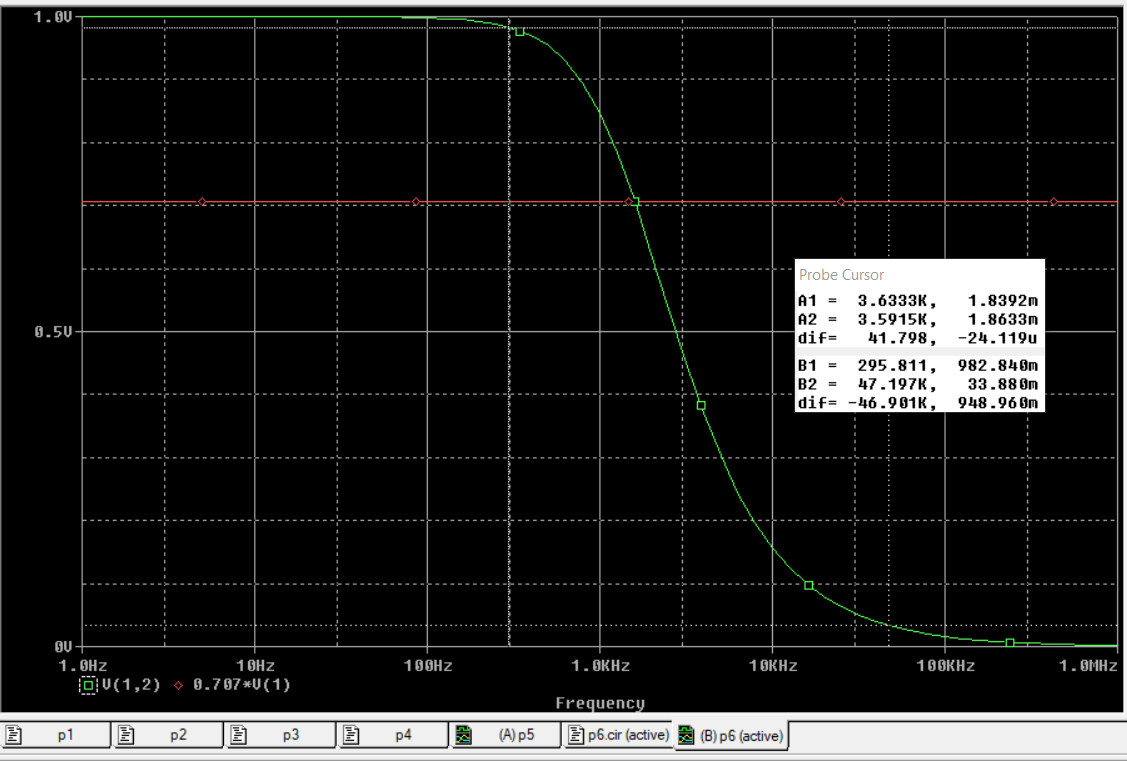 1.0V
0.5V
0V
1.0Hz 10Hz 100Hz 1.0KHz 10KHz 100KHz 1.0MHz
V(1,2) 0.707*V(1)
Frequency
Probe Cursor
A1 = 3.6333K, 1.8392m
A2 = 3.5915K, 1.8633m
dif= 41.798, -24.119u
B1 = 295.811, 982.840m
B2 = 47.197K, 33.880m
dif= -46.901K, 948.960m
p1 p2 p3 p4 (A) p5 p6.cir (active) (B) p6 (active)